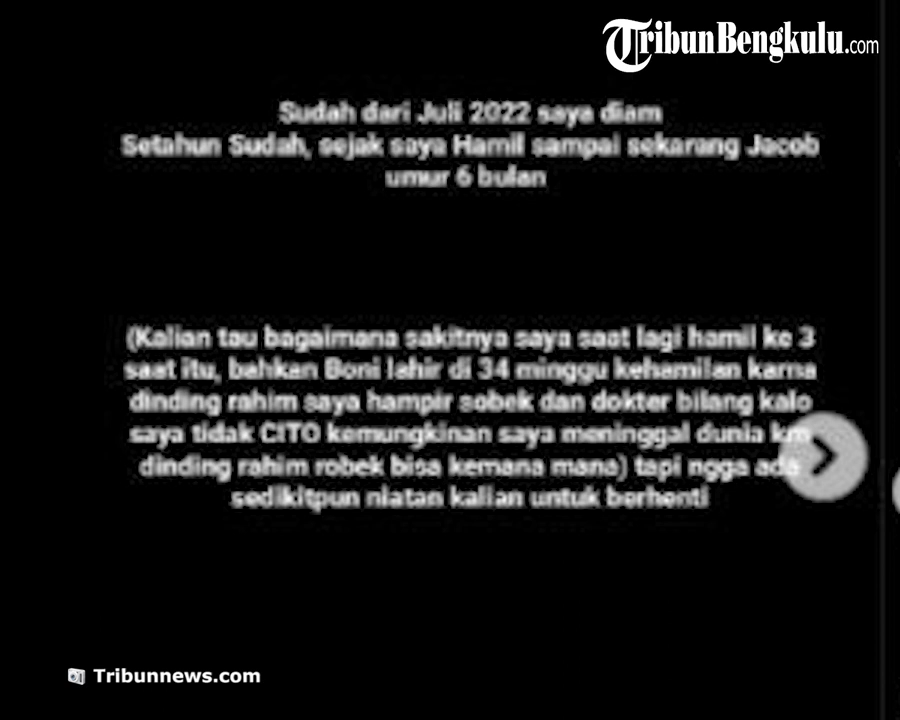 TribunBengkulu.com
Sudah dari Juli 2022 saya diam
Setahun Sudah, sejak saya Hamil sampai sekarang Jacob
umur 6 bulan
(Kalian tau bagaimana sakitnya saya saat lagi hamil ke 3
saat itu, bahkan Boni lahir di 34 minggu kehamilan karna
dinding rahim saya hampir sobek dan dokter bilang kalo
saya tidak CITO kemungkinan saya meninggal dunia krn
dinding rahim robek bisa kemana mana) tapi ngga ada
sedikitpun niatan kalian untuk berhenti
Tribunnews.com